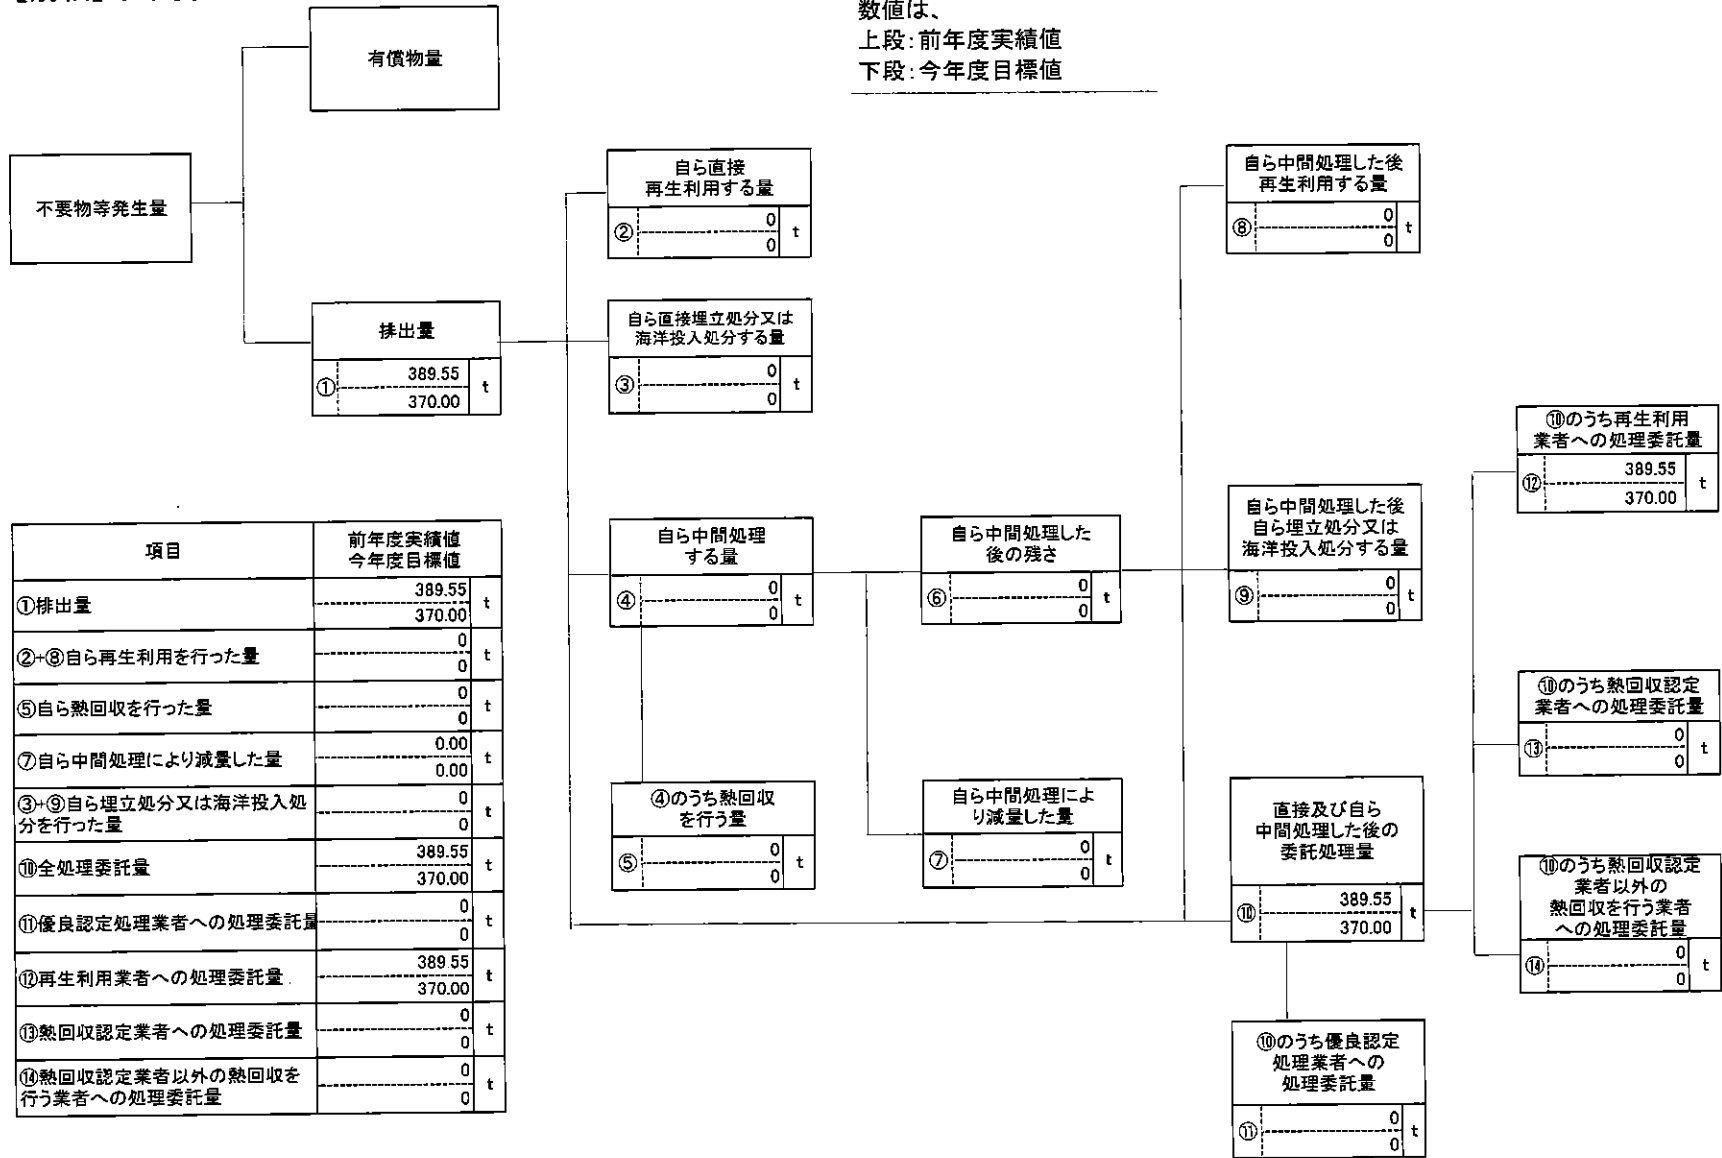 数値は、
上段：前年度実績値
下段：今年度目標値
有償物量
不要物等発生量
排出量
① 389.55 t
370.00
自ら直接
再生利用する量
② 0 t
0
自ら直接埋立処分又は
海洋投入処分する量
③ 0 t
0
自ら中間処理
する量
④ 0 t
0
④のうち熱回収
を行う量
⑤ 0 t
0
自ら中間処理した
後の残さ
⑥ 0 t
0
自ら中間処理によ
り減量した量
⑦ 0 t
0
自ら中間処理した後
再生利用する量
⑧ 0 t
0
自ら中間処理した後
自ら埋立処分又は
海洋投入処分する量
⑨ 0 t
0
直接及び自ら
中間処理した後の
委託処理量
⑩ 389.55 t
370.00
⑩のうち優良認定
処理業者への
処理委託量
⑪ 0 t
0
⑩のうち再生利用
業者への処理委託量
⑫ 389.55 t
370.00
⑩のうち熱回収認定
業者への処理委託量
⑬ 0 t
0
⑩のうち熱回収認定
業者以外の
熱回収を行う業者
への処理委託量
⑭ 0 t
0
項目 前年度実績値
今年度目標値
①排出量 389.55 t
370.00
②+⑧自ら再生利用を行った量 0 t
0
⑤自ら熱回収を行った量 0 t
0
⑦自ら中間処理により減量した量 0.00 t
0.00
③+⑨自ら埋立処分又は海洋投入処
分を行った量 0 t
0
⑩全処理委託量 389.55 t
370.00
⑪優良認定処理業者への処理委託量 0 t
0
⑫再生利用業者への処理委託量 389.55 t
370.00
⑬熱回収認定業者への処理委託量 0 t
0
⑭熱回収認定業者以外の熱回収を
行う業者への処理委託量 0 t
0